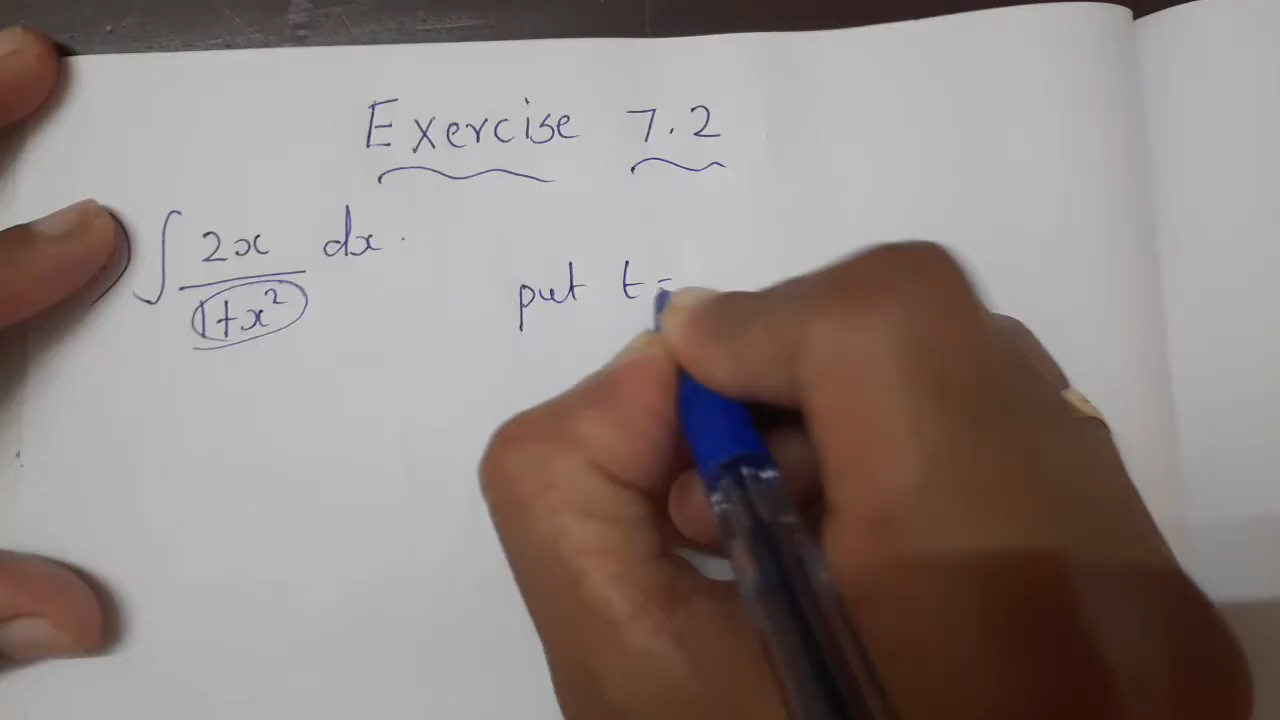 Exercise 7.2
∫ 2x/(1+x²) dx.
put t=